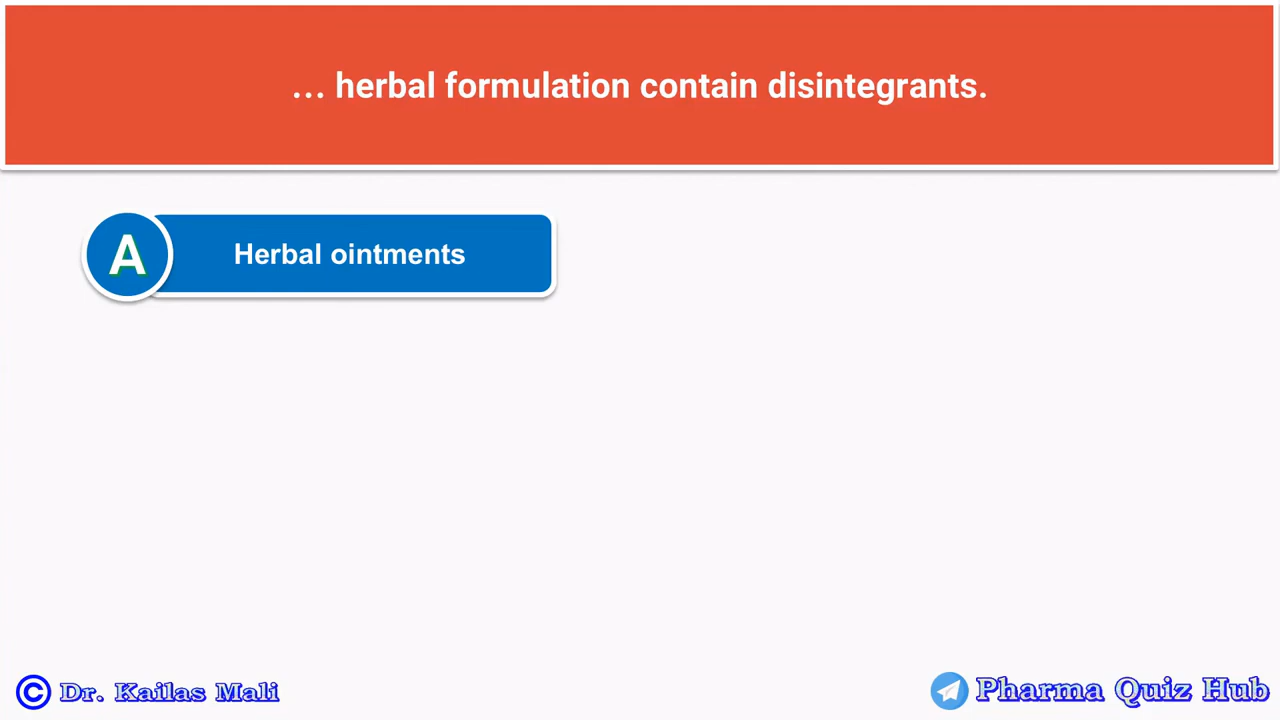 ... herbal formulation contain disintegrants.
A Herbal ointments
© Dr. Kailas Mali
Pharma Quiz Hub